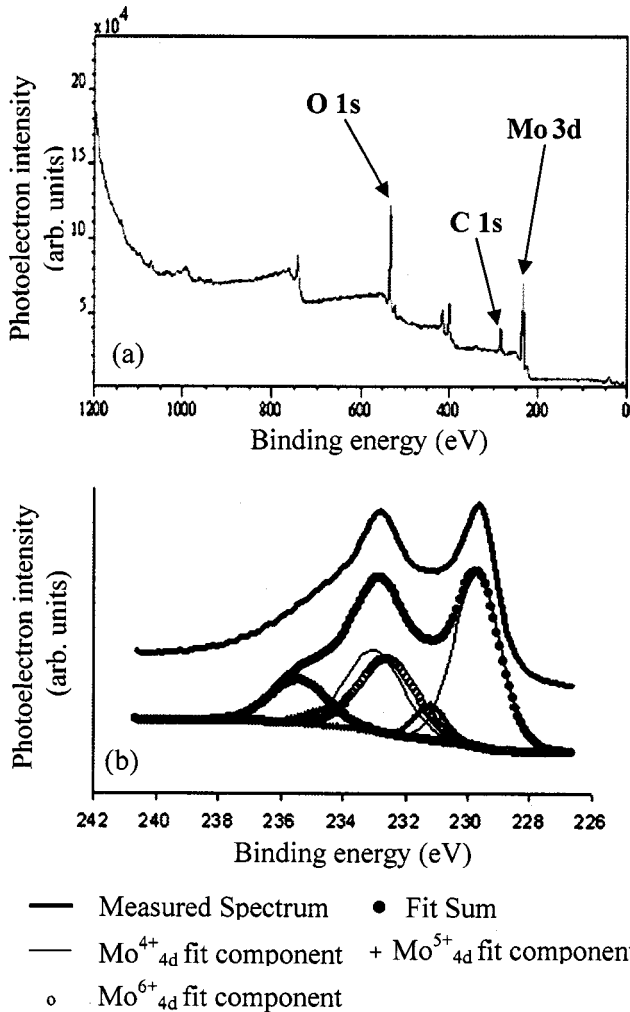 x10⁴
20
15
10
5
Photoelectron intensity
(arb. units)
O 1s
Mo 3d
C 1s
(a)
1200 1000 800 600 400 200 0
Binding energy (eV)
Photoelectron intensity
(arb. units)
(b)
242 240 238 236 234 232 230 228 226
Binding energy (eV)
Measured Spectrum ● Fit Sum
Mo⁴⁺4d fit component + Mo⁵⁺4d fit componen
o Mo⁶⁺4d fit component